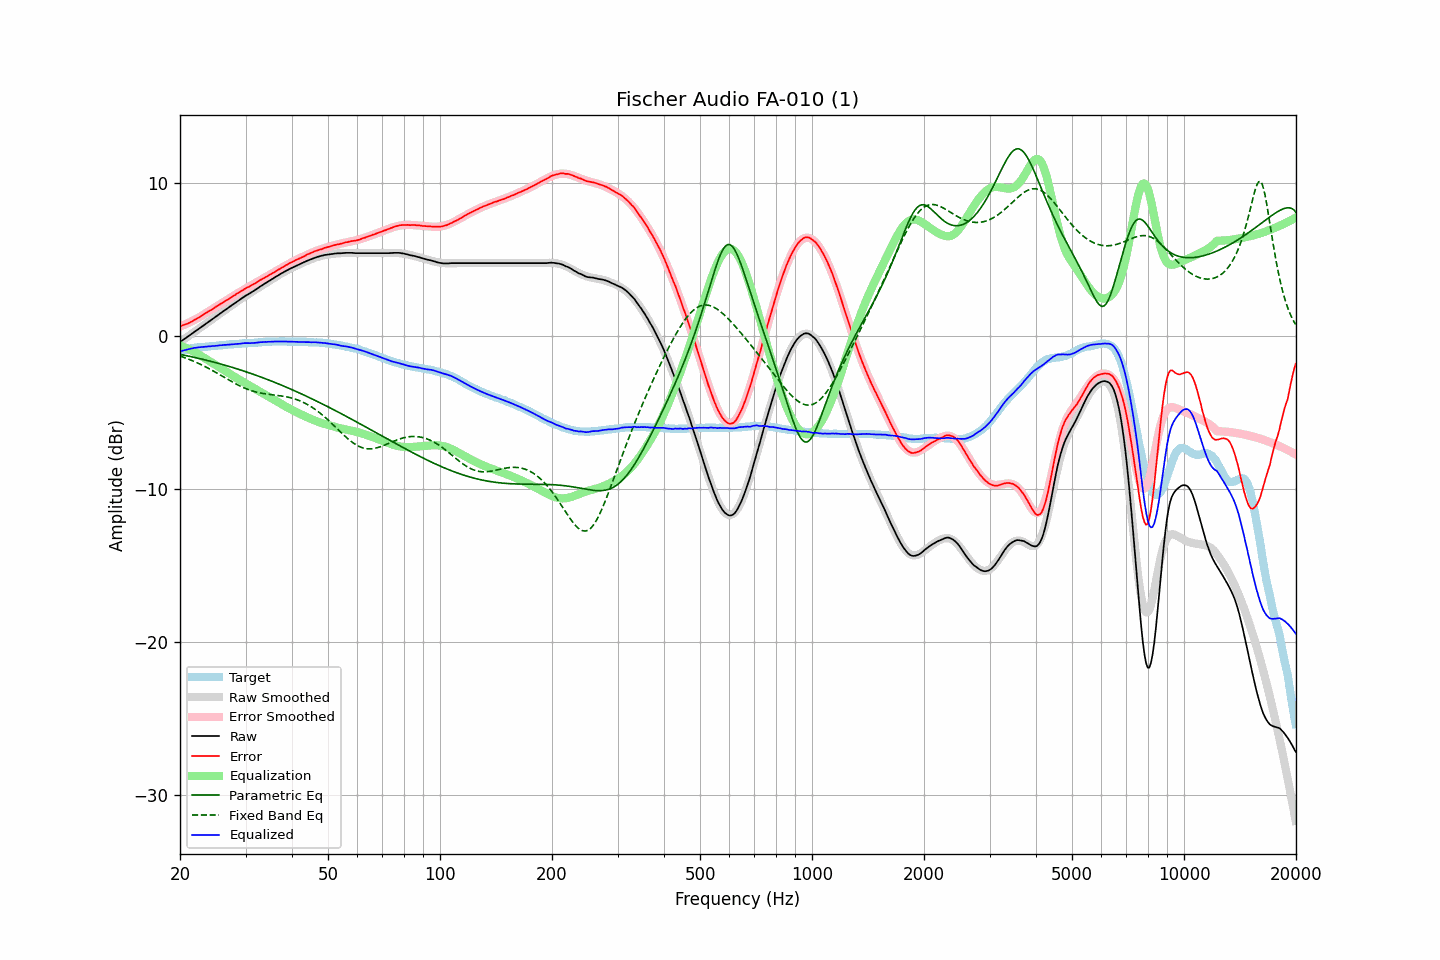 Fischer Audio FA-010 (1)
Amplitude (dBr)
10
0
−10
−20
−30
Target
Raw Smoothed
Error Smoothed
Raw
Error
Equalization
Parametric Eq
Fixed Band Eq
Equalized
20 50 100 200 500 1000 2000 5000 10000 20000
Frequency (Hz)